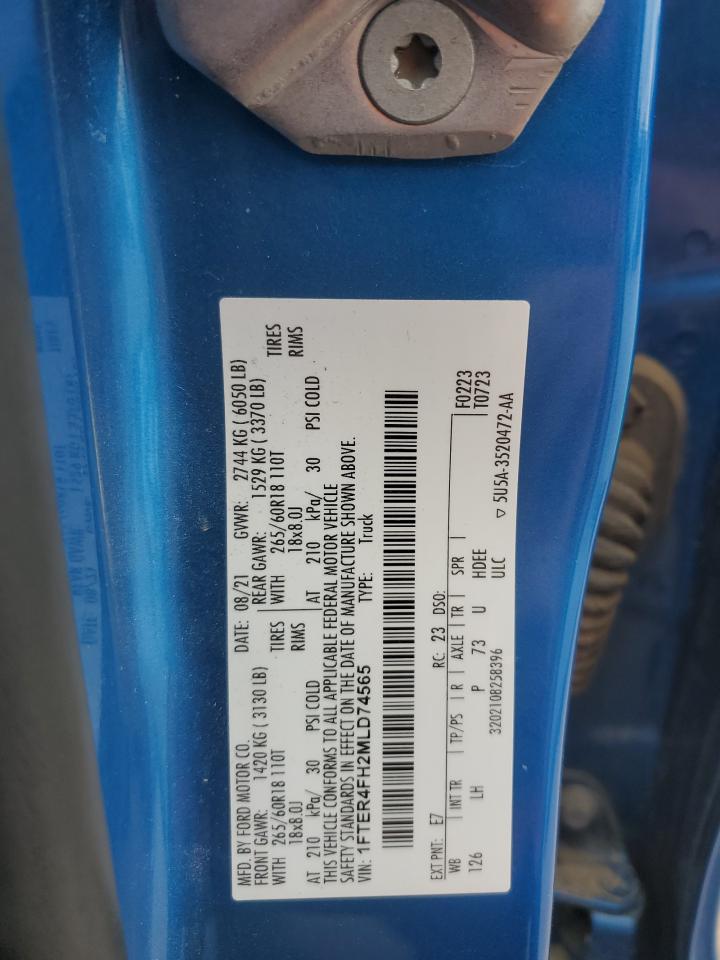 MFD. BY FORD MOTOR CO. DATE: 08/21 GVWR: 2744 KG ( 6050 LB)
FRONT GAWR: 1420 KG ( 3130 LB) REAR GAWR: 1529 KG ( 3370 LB)
WITH 265/60R18 110T TIRES WITH 265/60R18 110T TIRES
18x8.0J RIMS 18x8.0J RIMS
AT 210 kPa/ 30 PSI COLD AT 210 kPa/ 30 PSI COLD
THIS VEHICLE CONFORMS TO ALL APPLICABLE FEDERAL MOTOR VEHICLE
SAFETY STANDARDS IN EFFECT ON THE DATE OF MANUFACTURE SHOWN ABOVE.
VIN: 1FTER4FH2MLD74565 TYPE: Truck
F0223
T0723
EXT PNT: E7 RC: 23 DSO:
WB INT TR TP/PS R AXLE TR SPR
126 LH P 73 U HDEE
3202108258396 ULC
▽ 5U5A-3520472-AA